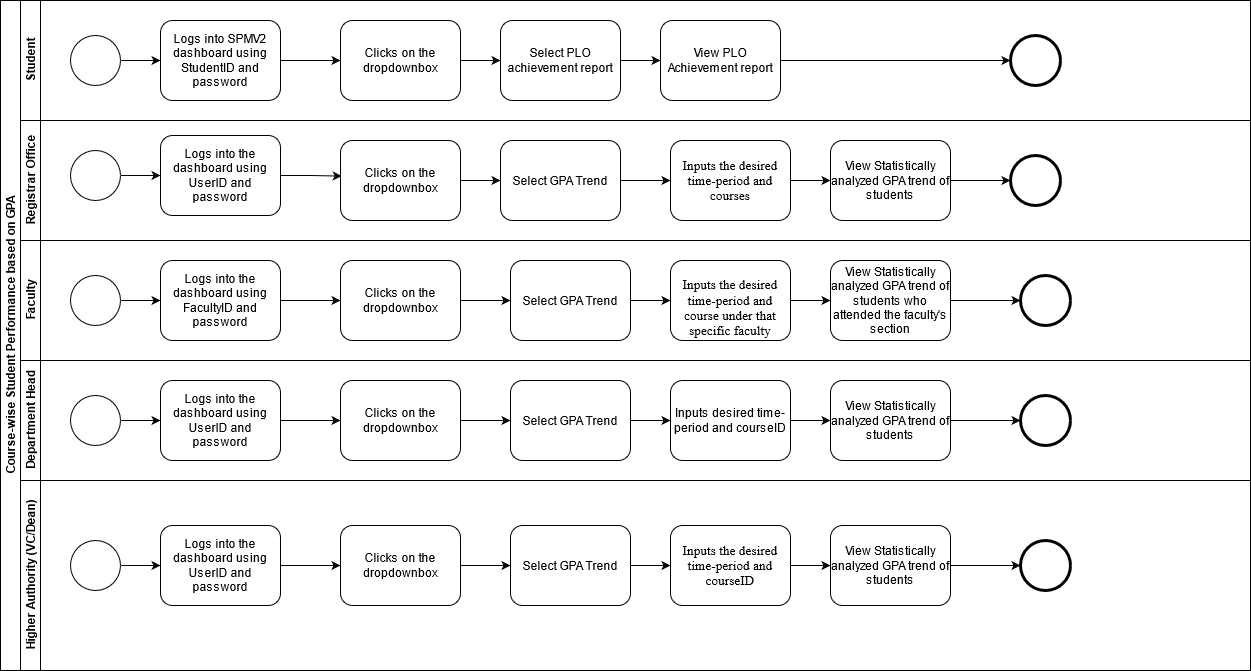 Course-wise Student Performance based on GPA
Student
Logs into SPMV2
dashboard using
StudentID and
password
Clicks on the
dropdownbox
Select PLO
achievement report
View PLO
Achievement report
Registrar Office
Logs into the
dashboard using
UserID and
password
Clicks on the
dropdownbox
Select GPA Trend
Inputs the desired
time-period and
courses
View Statistically
analyzed GPA trend of
students
Faculty
Logs into the
dashboard using
FacultyID and
password
Clicks on the
dropdownbox
Select GPA Trend
Inputs the desired
time-period and
course under that
specific faculty
View Statistically
analyzed GPA trend of
students who
attended the faculty's
section
Department Head
Logs into the
dashboard using
UserID and
password
Clicks on the
dropdownbox
Select GPA Trend
Inputs desired time-
period and courseID
View Statistically
analyzed GPA trend of
students
Higher Authority (VC/Dean)
Logs into the
dashboard using
UserID and
password
Clicks on the
dropdownbox
Select GPA Trend
Inputs the desired
time-period and
courseID
View Statistically
analyzed GPA trend of
students